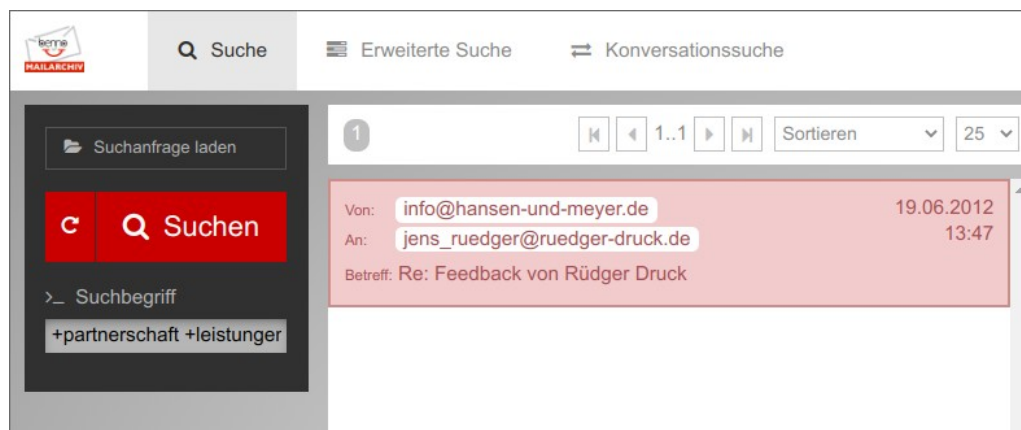 benno
MAILARCHIV
Suche
Erweiterte Suche
Konversationssuche
Suchanfrage laden
1
1..1
Sortieren
25
Suchen
Von: info@hansen-und-meyer.de
19.06.2012
An: jens_ruedger@ruedger-druck.de
13:47
Betreff: Re: Feedback von Rüdger Druck
>_ Suchbegriff
+partnerschaft +leistunger